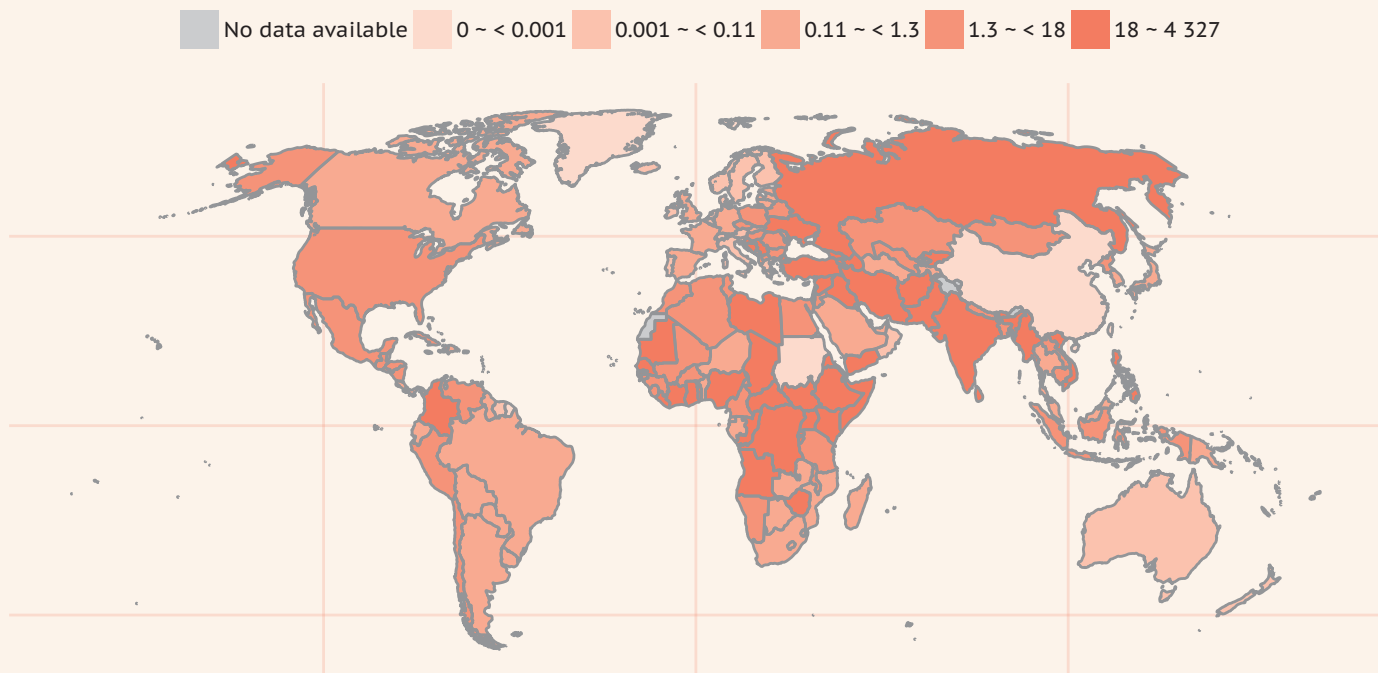 No data available 0 ~ < 0.001 0.001 ~ < 0.11 0.11 ~ < 1.3 1.3 ~ < 18 18 ~ 4 327